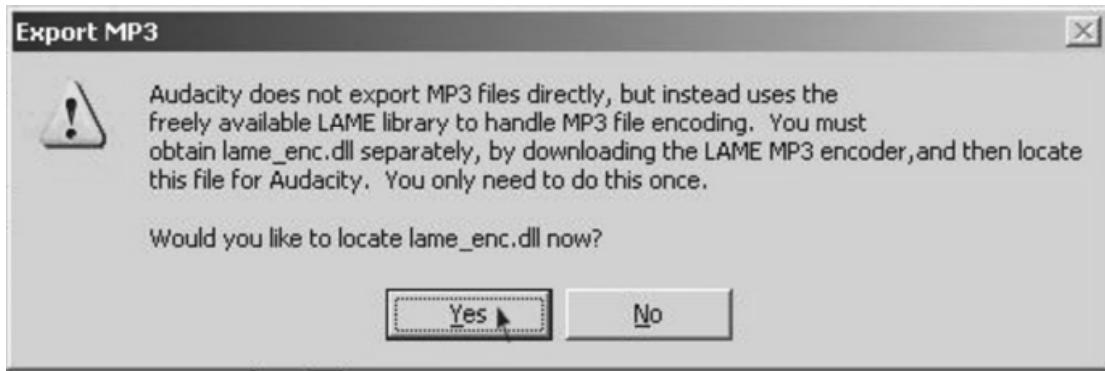 Export MP3
Audacity does not export MP3 files directly, but instead uses the
freely available LAME library to handle MP3 file encoding.  You must
obtain lame_enc.dll separately, by downloading the LAME MP3 encoder,and then locate
this file for Audacity.  You only need to do this once.
Would you like to locate lame_enc.dll now?
Yes No